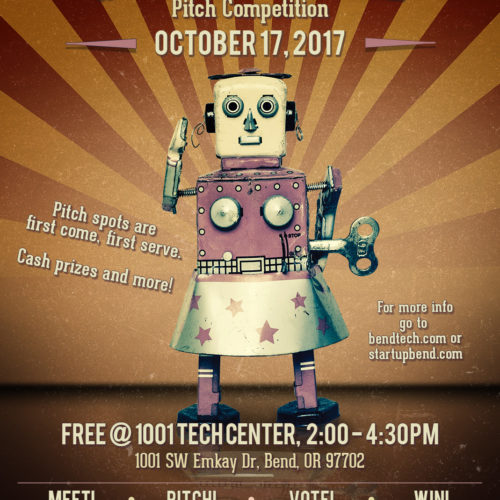 Pitch Competition
OCTOBER 17, 2017
STOP
Pitch spots are
first come, first serve.
Cash prizes and more!
For more info
go to
bendtech.com or
startupbend.com
FREE @ 1001 TECH CENTER, 2:00 - 4:30PM
1001 SW Emkay Dr, Bend, OR 97702
MEET! • PITCH! • VOTE! • WIN!